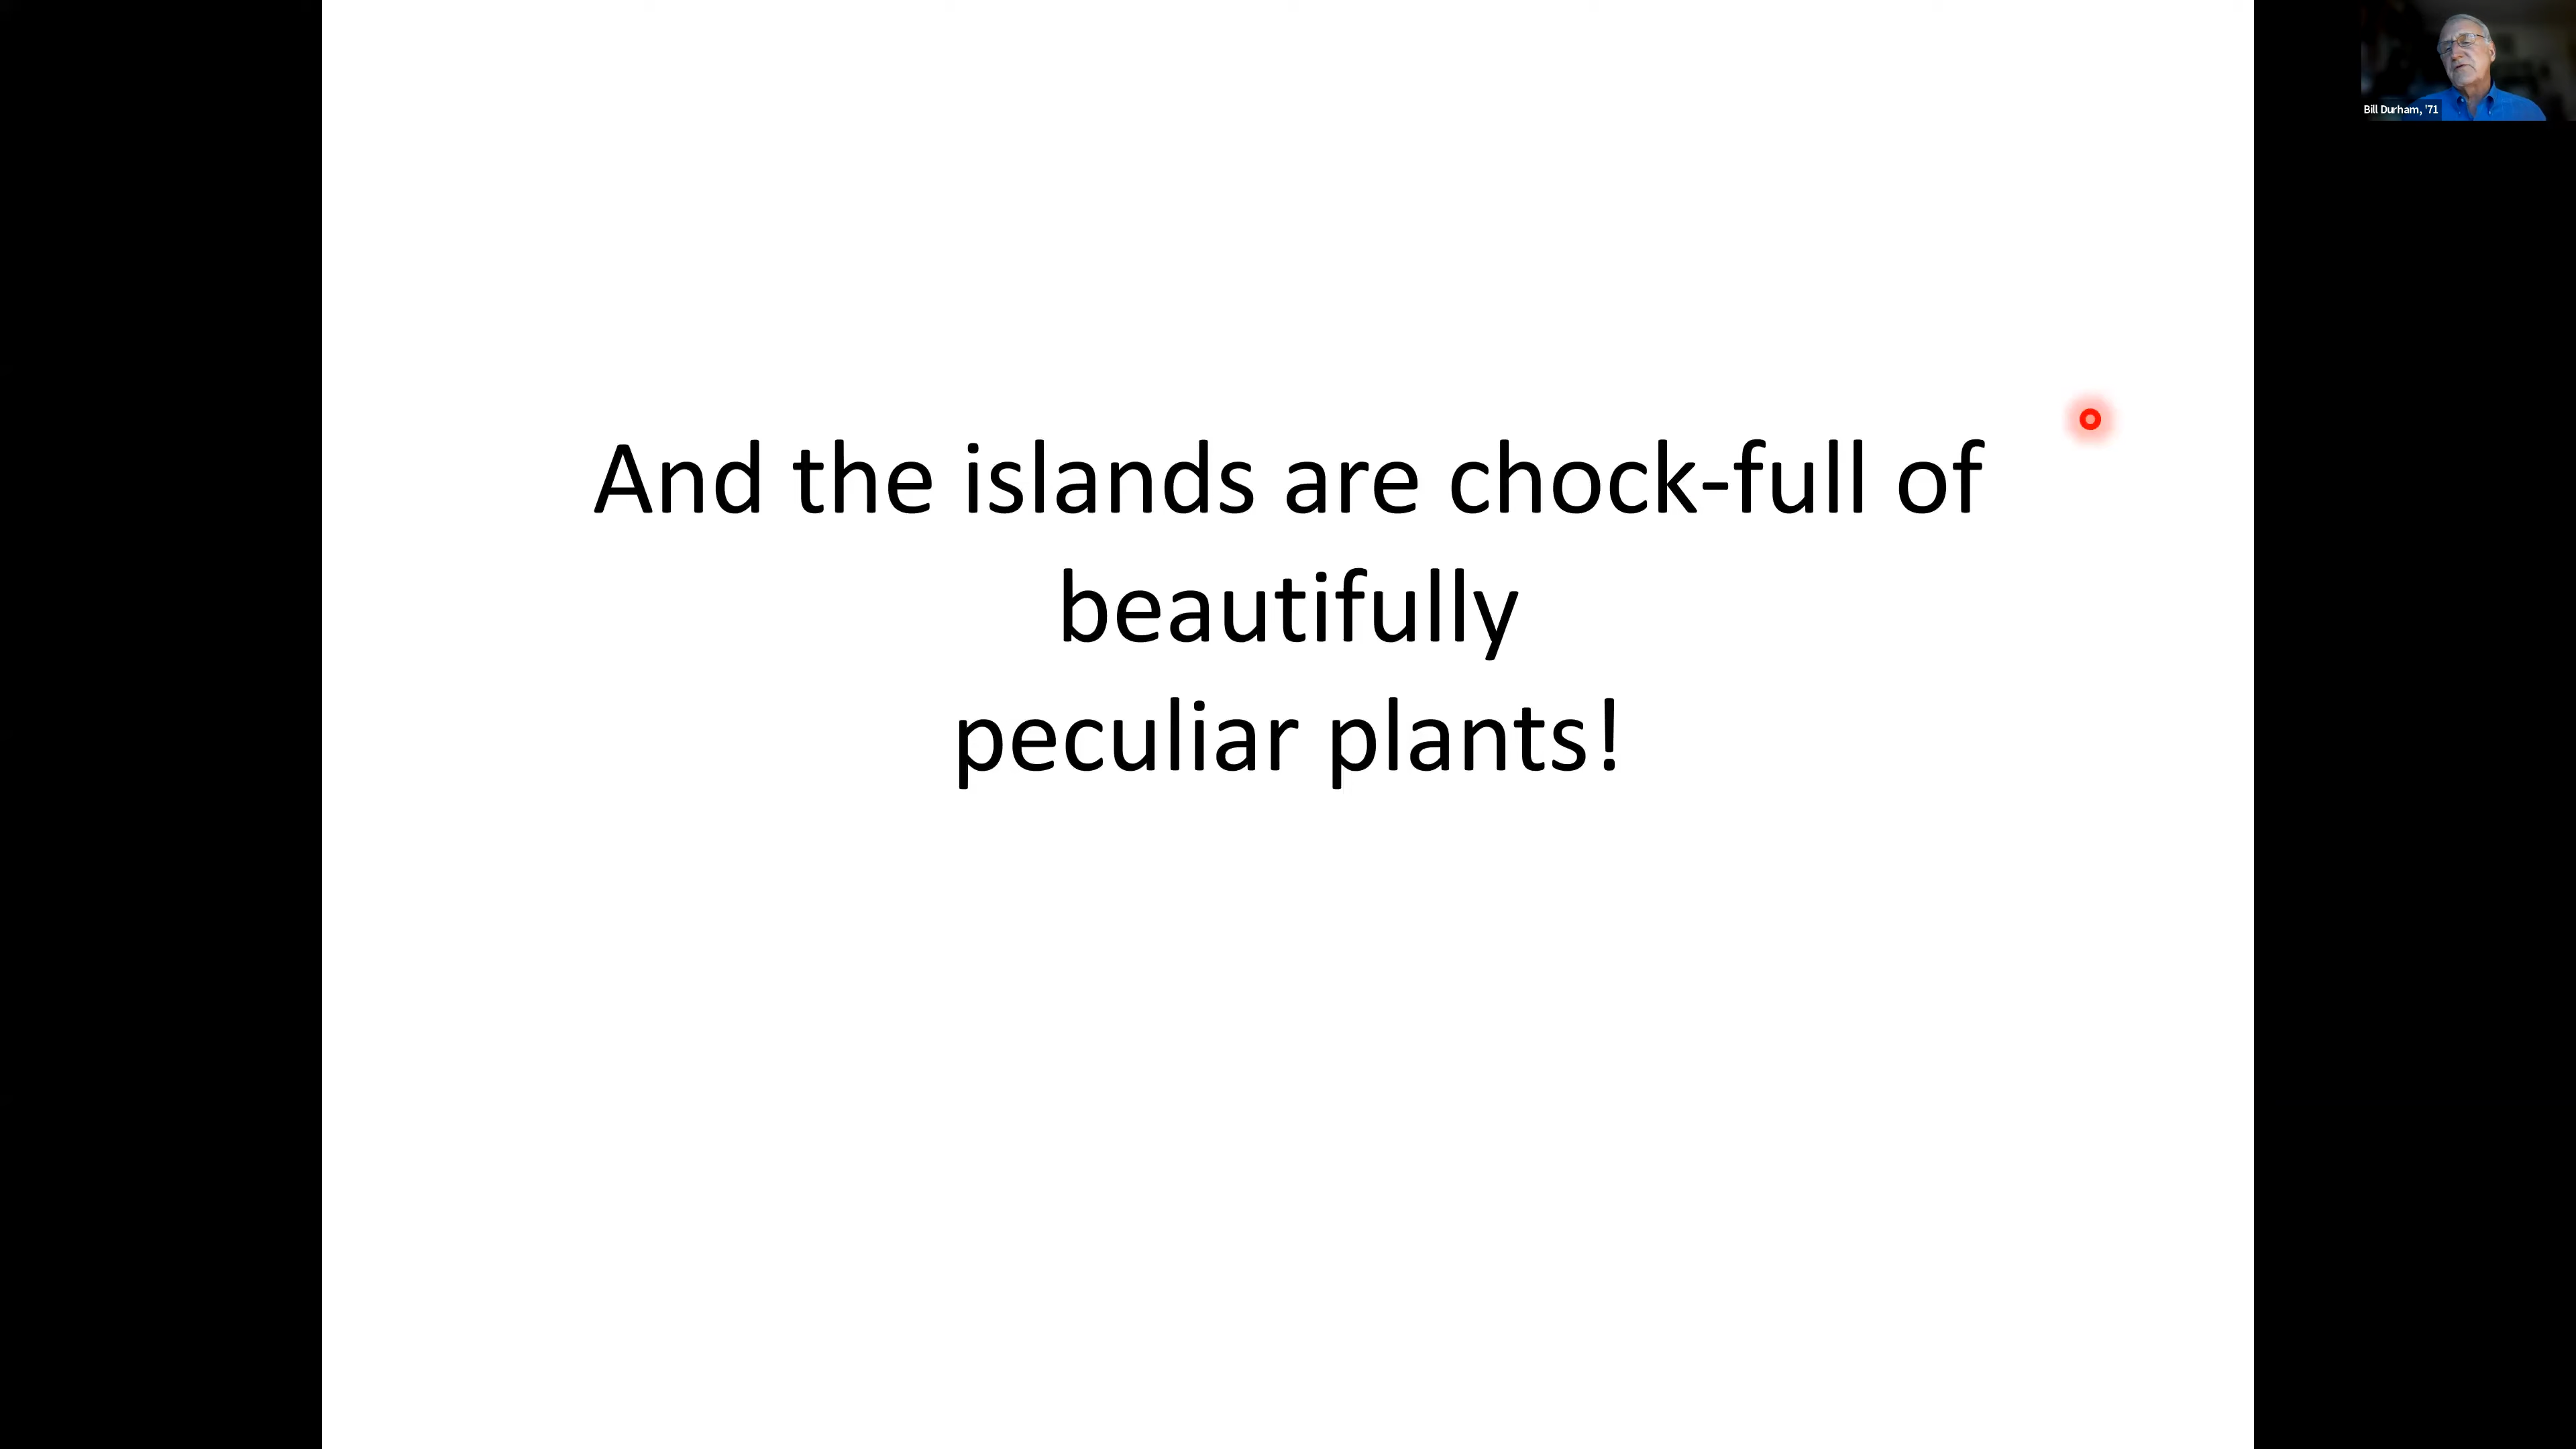 And the islands are chock-full of
beautifully
peculiar plants!
Bill Durham, '71